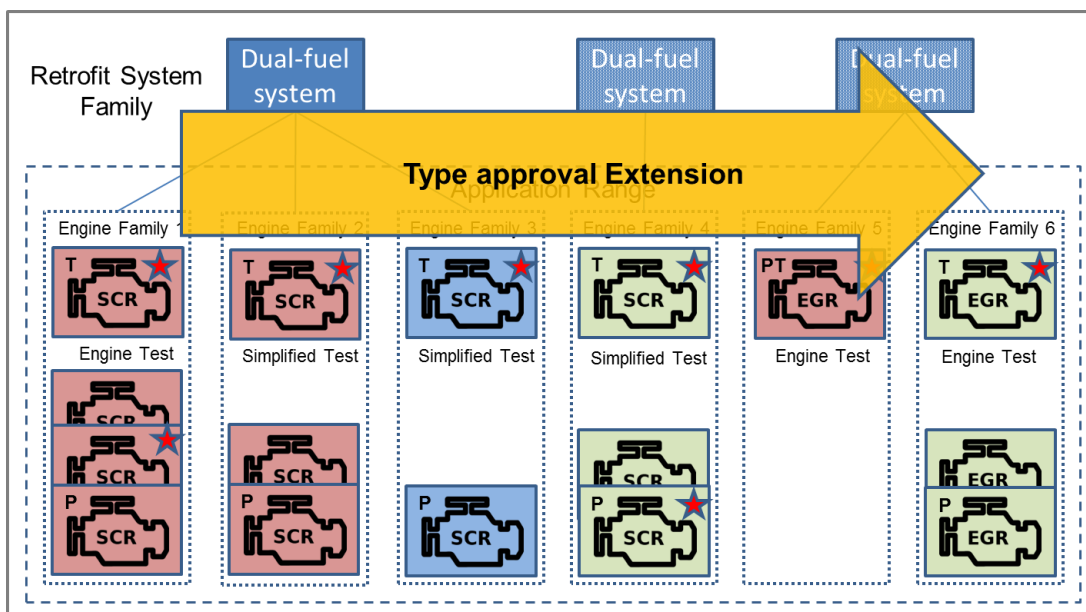 Retrofit System
Family
Dual-fuel
system
Dual-fuel
system
Dual-fuel
system
Type approval Extension
Application Range
Engine Family 1
T
SCR
Engine Test
SCR
SCR
P
SCR
Engine Family 2
T
SCR
Simplified Test
SCR
P
SCR
Engine Family 3
T
SCR
Simplified Test
P
SCR
Engine Family 4
T
SCR
Simplified Test
SCR
P
SCR
Engine Family 5
PT
EGR
Engine Test
Engine Family 6
T
EGR
Engine Test
P
EGR